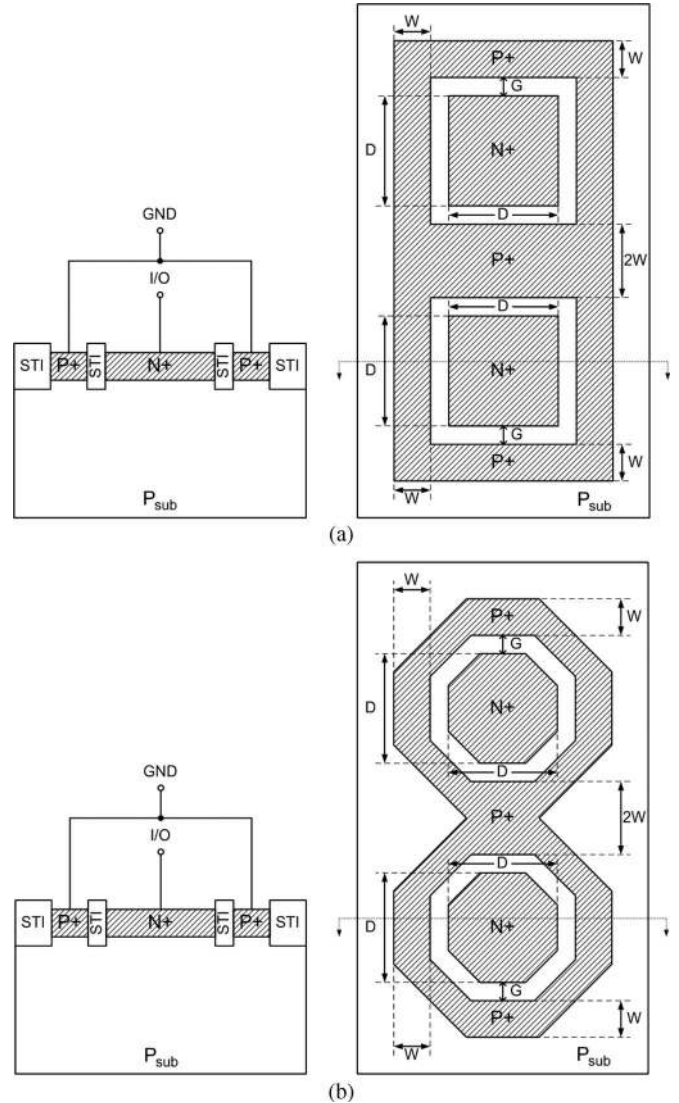 W
P+
W
G
D
N+
D
GND
I/O
P+
2W
STI
P+
STI
N+
STI
P+
STI
D
D
N+
G
P+
W
Psub
W
Psub
(a)
W
P+
W
G
D
N+
D
GND
I/O
P+
2W
STI
P+
STI
N+
STI
P+
STI
D
D
N+
G
P+
W
Psub
W
Psub
(b)